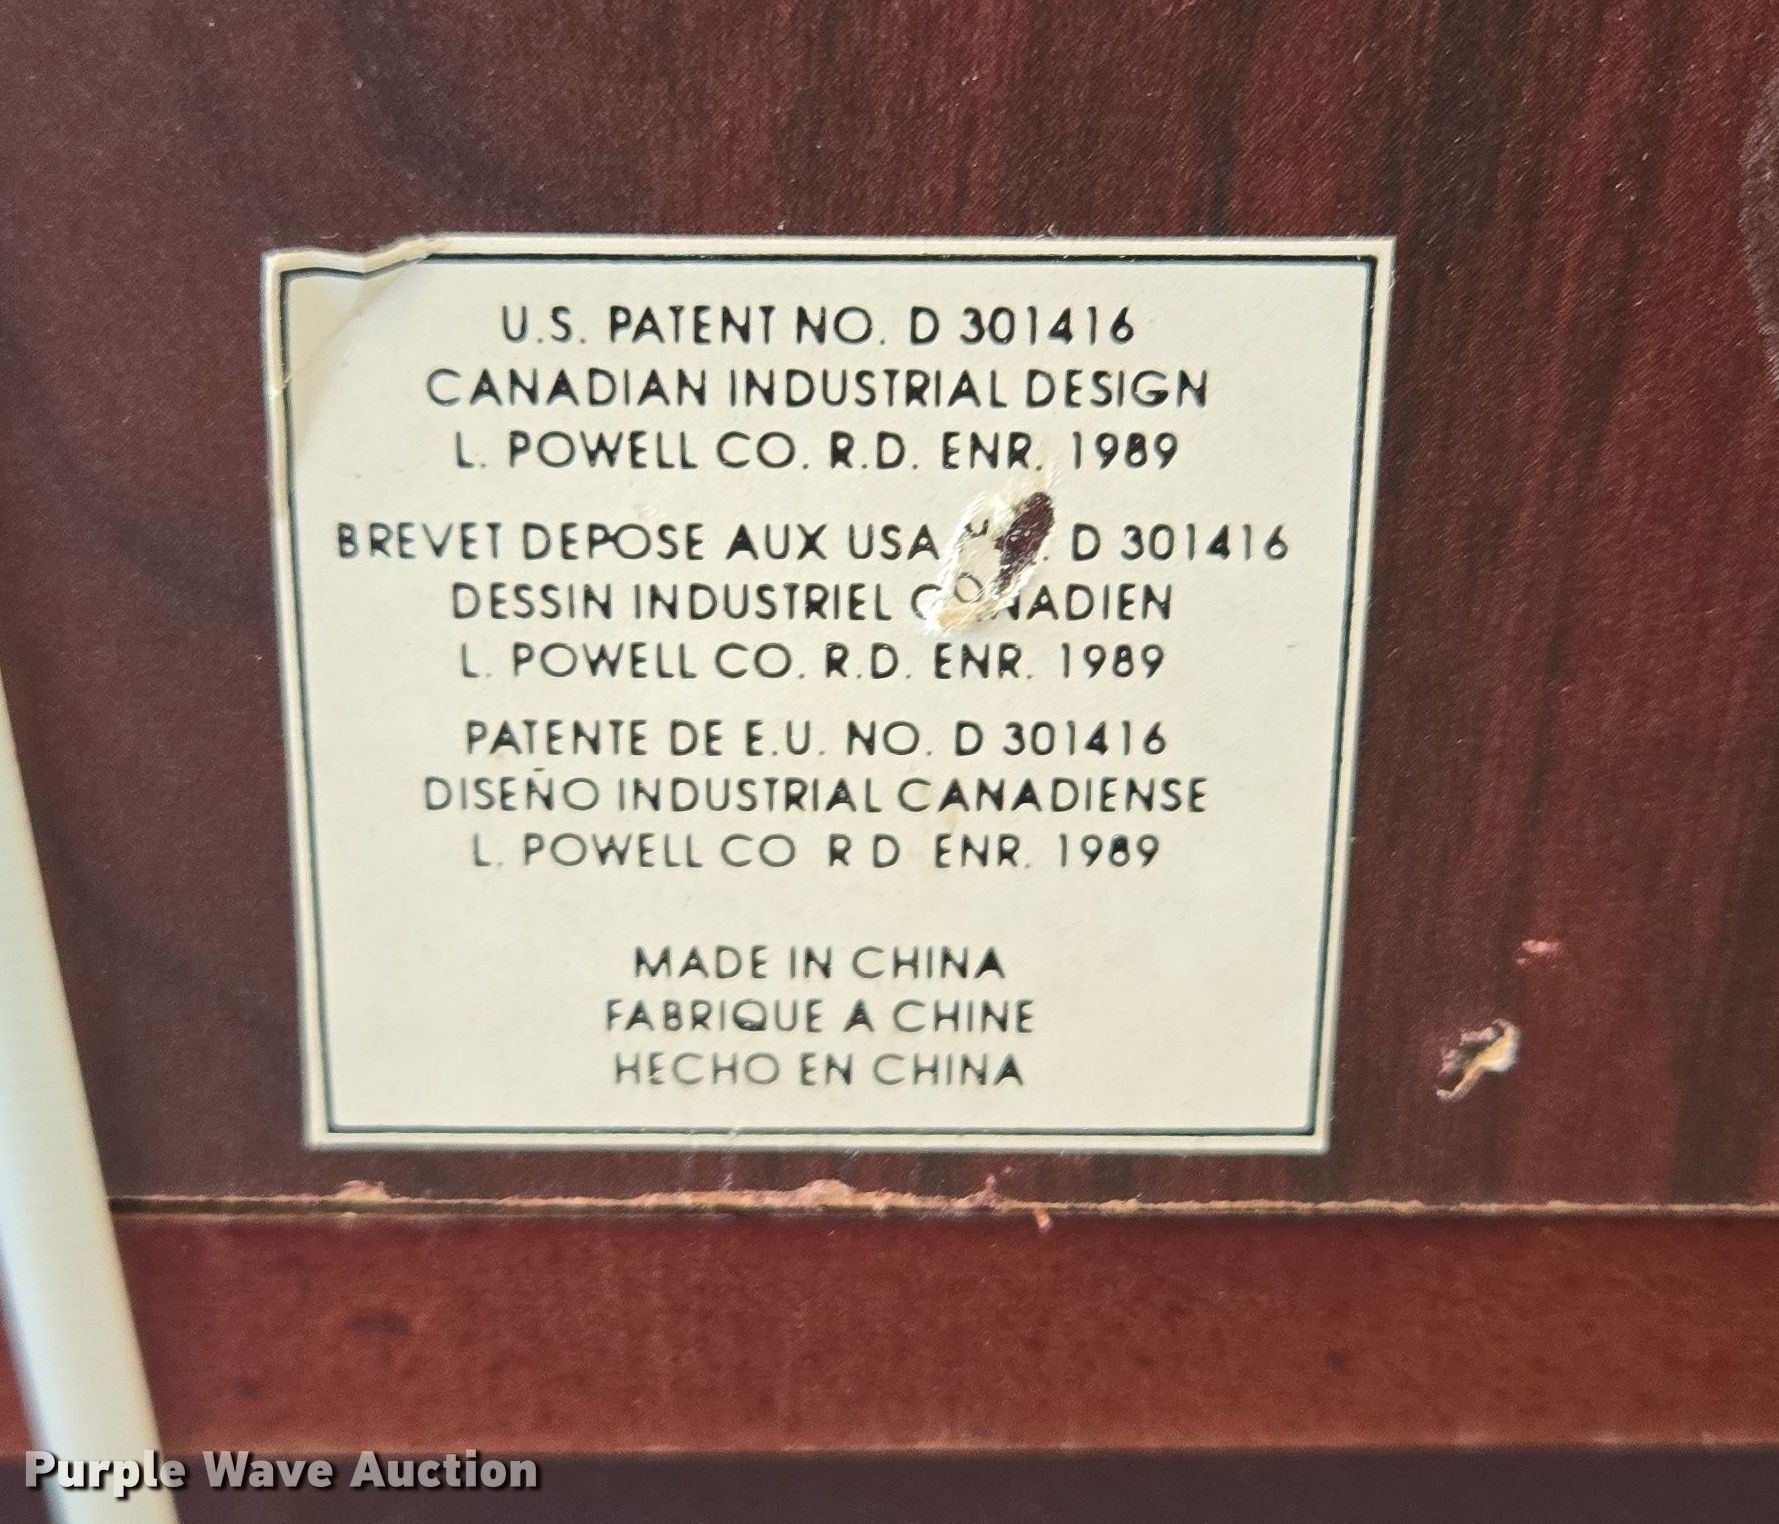 U.S. PATENT NO. D 301416
CANADIAN INDUSTRIAL DESIGN
L. POWELL CO. R.D. ENR. 1989
BREVET DEPOSE AUX USA D 301416
DESSIN INDUSTRIEL CANADIEN
L. POWELL CO. R.D. ENR. 1989
PATENTE DE E.U. NO. D 301416
DISEÑO INDUSTRIAL CANADIENSE
L. POWELL CO R D ENR. 1989
MADE IN CHINA
FABRIQUE A CHINE
HECHO EN CHINA
Purple Wave Auction